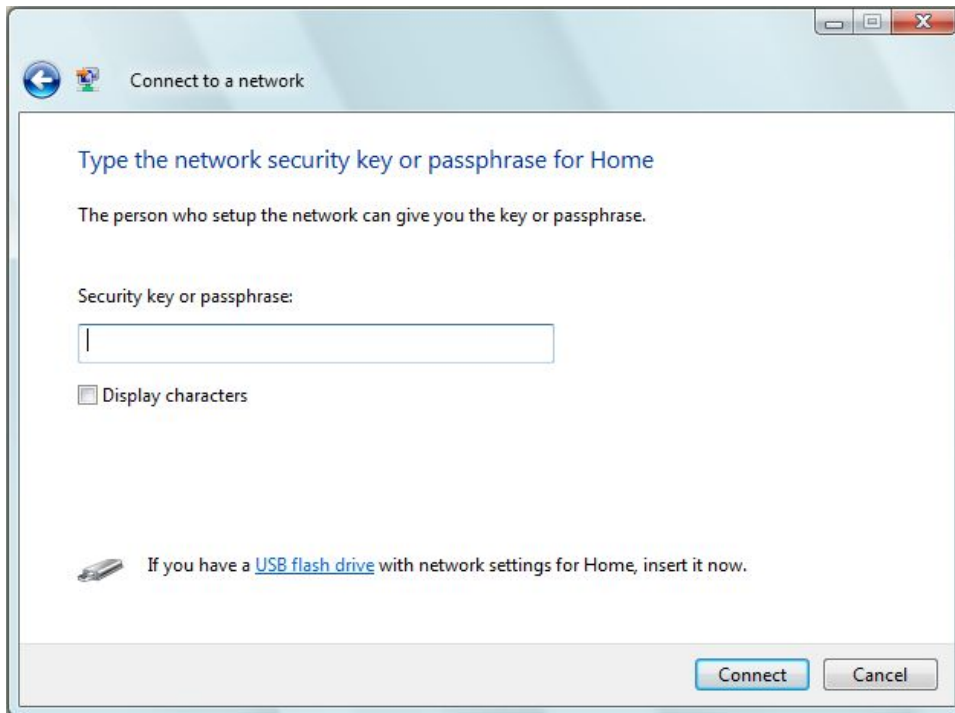 Connect to a network
Type the network security key or passphrase for Home
The person who setup the network can give you the key or passphrase.
Security key or passphrase:
Display characters
If you have a USB flash drive with network settings for Home, insert it now.
Connect
Cancel